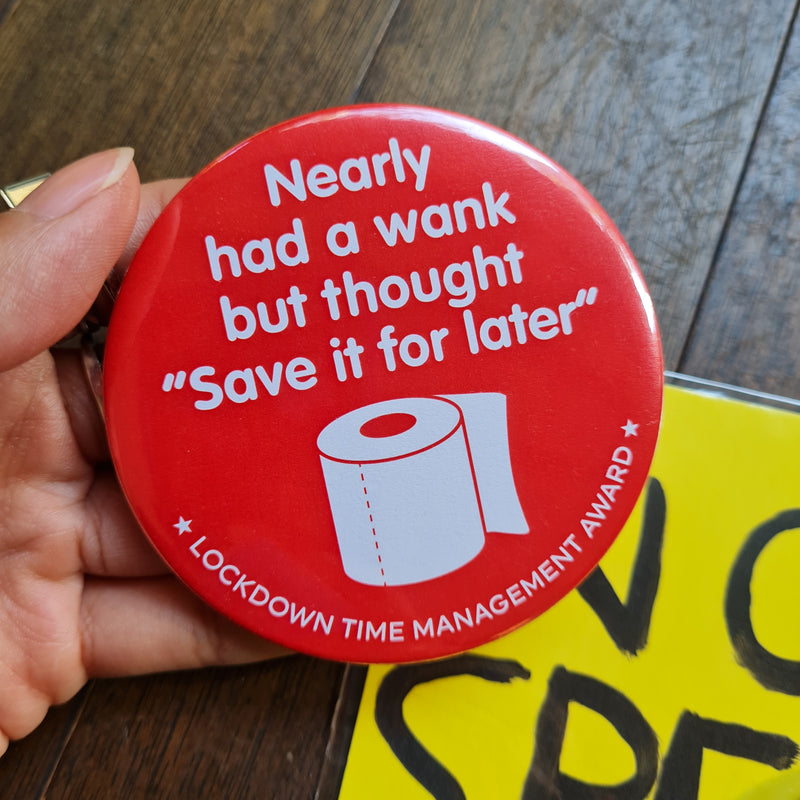 Nearly
had a wank
but thought
"Save it for later"
★ LOCKDOWN TIME MANAGEMENT AWARD ★